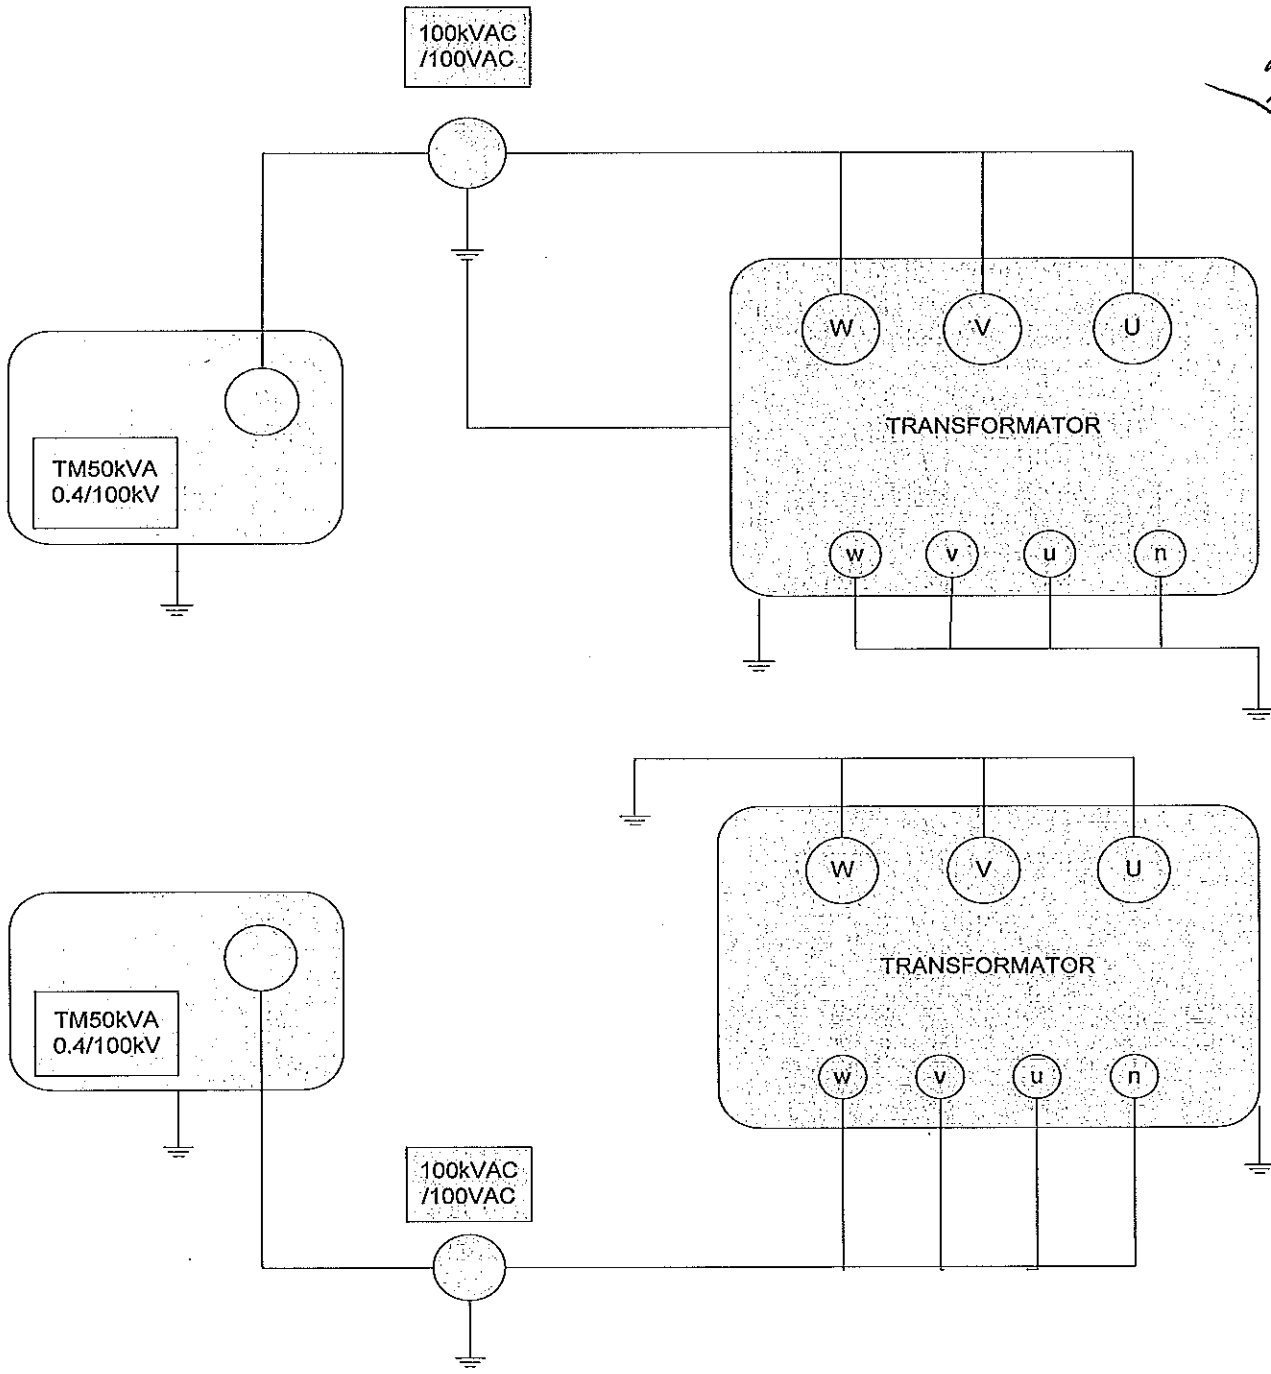 100kVAC
/100VAC
W V U
TRANSFORMATOR
TM50kVA
0.4/100kV
w v u n
W V U
TRANSFORMATOR
TM50kVA
0.4/100kV
w v u n
100kVAC
/100VAC